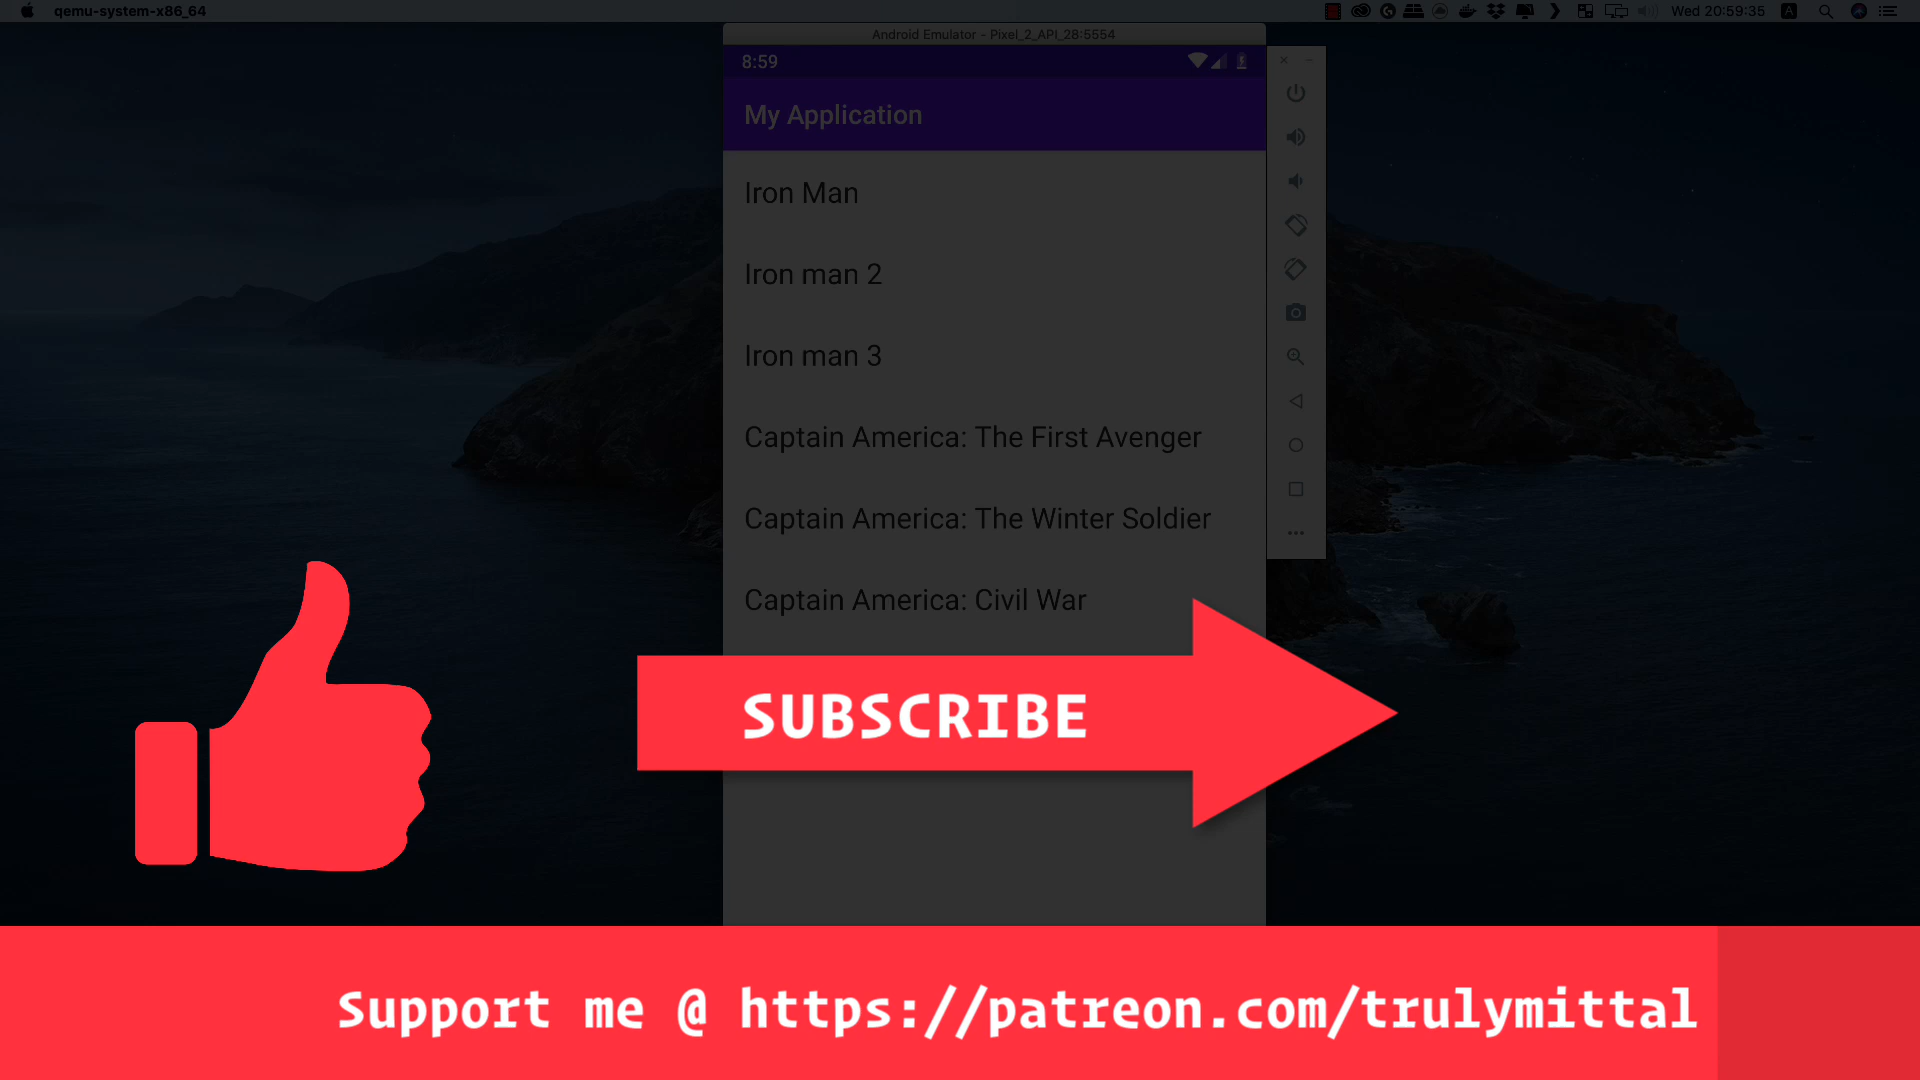 qemu-system-x86_64
Wed 20:59:35
A
Android Emulator - Pixel_2_API_28:5554
8:59
My Application
Iron Man
Iron man 2
Iron man 3
Captain America: The First Avenger
Captain America: The Winter Soldier
Captain America: Civil War
SUBSCRIBE
Support me @ https://patreon.com/trulymittal